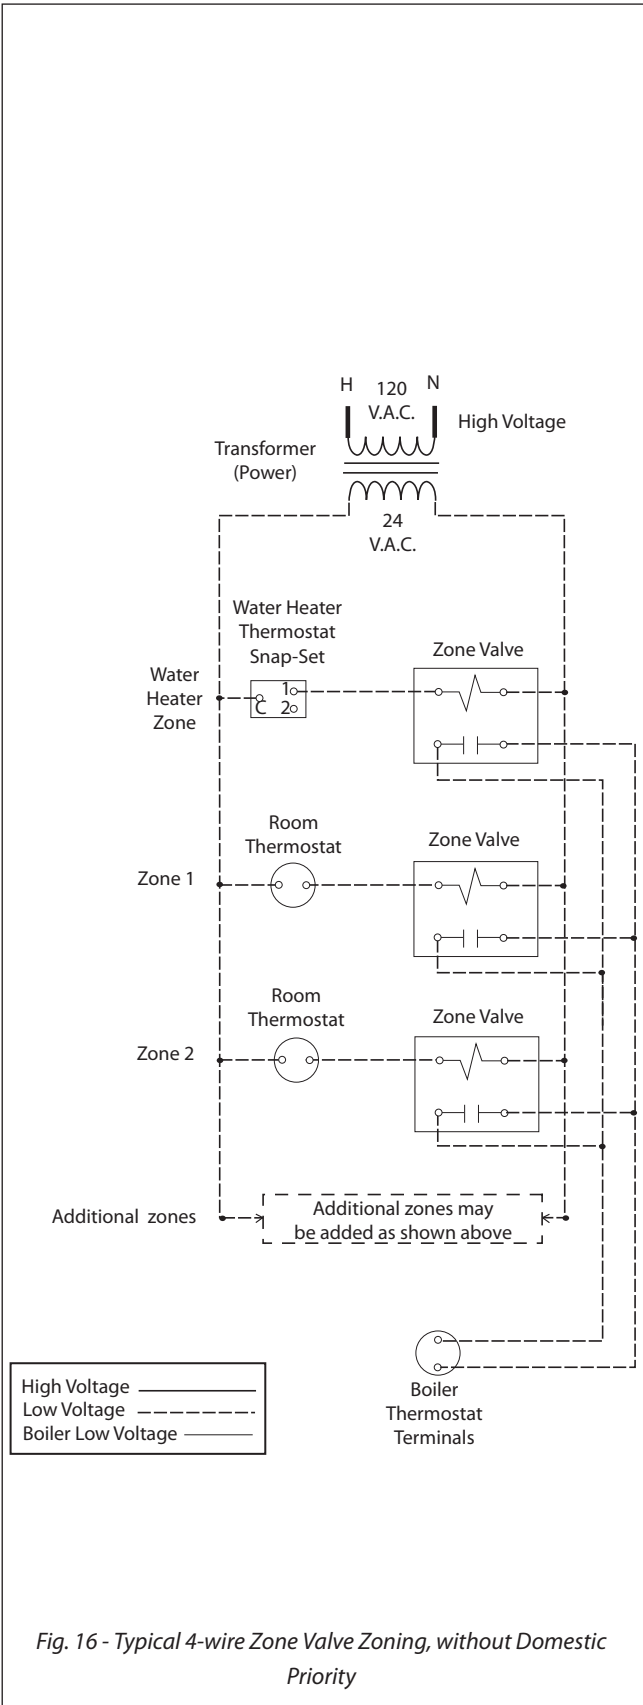 H 120 N
V.A.C.
High Voltage
Transformer
(Power)
24
V.A.C.
Water Heater
Thermostat
Snap-Set
Zone Valve
Water
Heater
Zone
1
C 2
Room
Thermostat
Zone Valve
Zone 1
Room
Thermostat
Zone Valve
Zone 2
Additional zones
Additional zones may
be added as shown above
Boiler
Thermostat
Terminals
High Voltage
Low Voltage
Boiler Low Voltage
Fig. 16 - Typical 4-wire Zone Valve Zoning, without Domestic
Priority